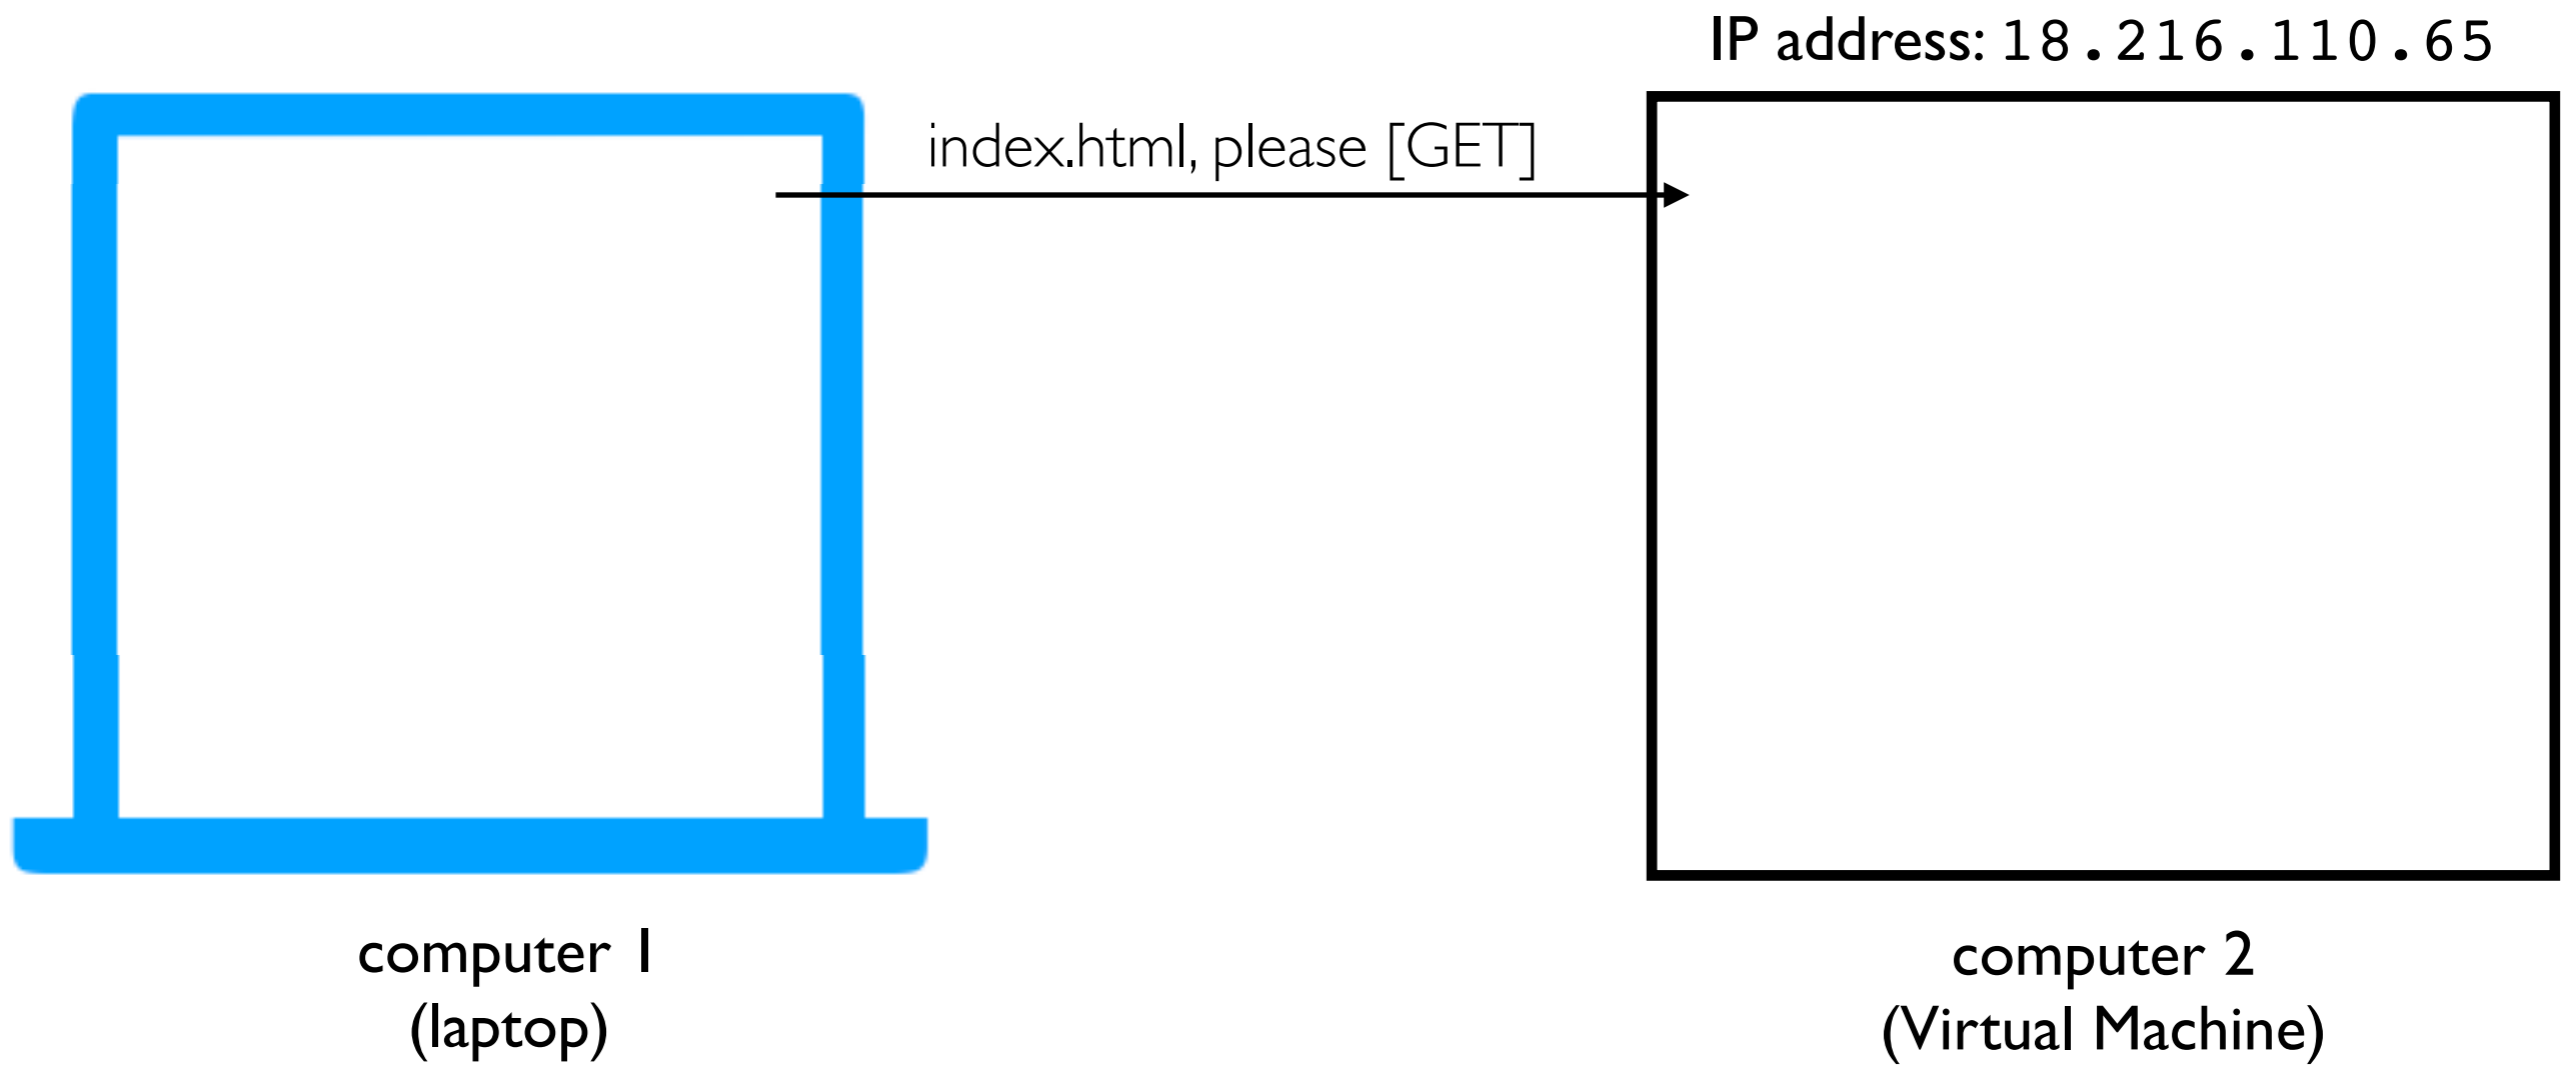 IP address: 18.216.110.65
index.html, please [GET]
computer 1
(laptop)
computer 2
(Virtual Machine)